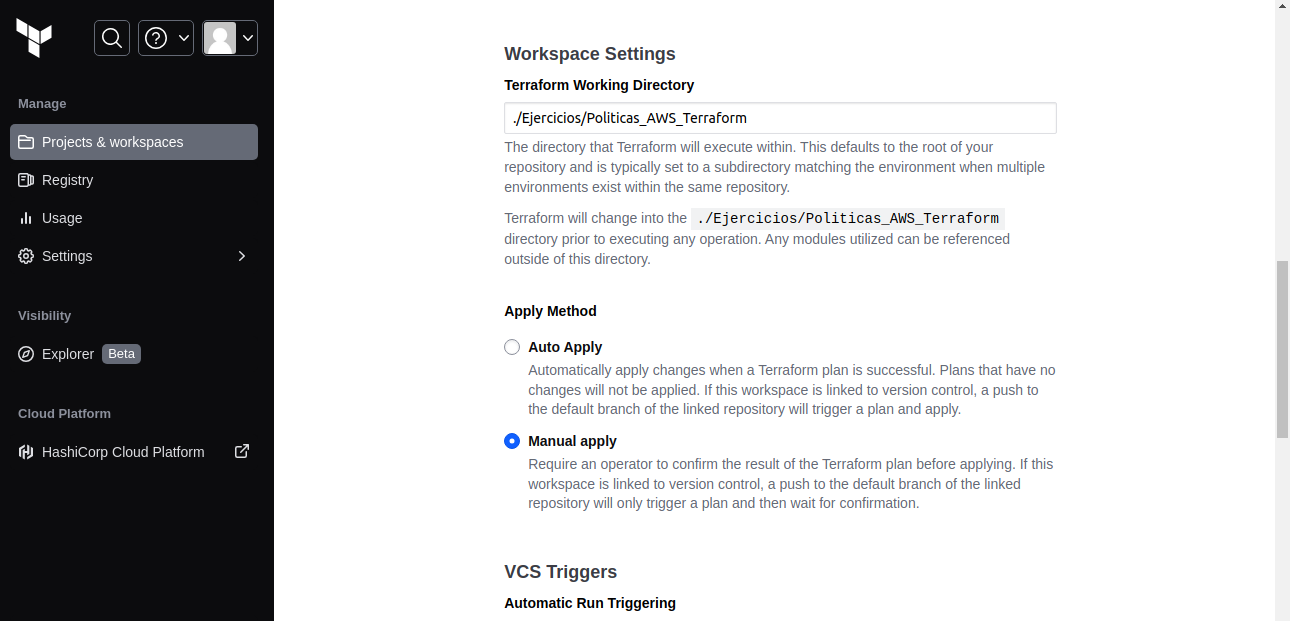 Manage
Projects & workspaces
Registry
Usage
Settings
Visibility
Explorer Beta
Cloud Platform
HashiCorp Cloud Platform
Workspace Settings
Terraform Working Directory
./Ejercicios/Politicas_AWS_Terraform
The directory that Terraform will execute within. This defaults to the root of your
repository and is typically set to a subdirectory matching the environment when multiple
environments exist within the same repository.
Terraform will change into the ./Ejercicios/Politicas_AWS_Terraform
directory prior to executing any operation. Any modules utilized can be referenced
outside of this directory.
Apply Method
Auto Apply
Automatically apply changes when a Terraform plan is successful. Plans that have no
changes will not be applied. If this workspace is linked to version control, a push to
the default branch of the linked repository will trigger a plan and apply.
Manual apply
Require an operator to confirm the result of the Terraform plan before applying. If this
workspace is linked to version control, a push to the default branch of the linked
repository will only trigger a plan and then wait for confirmation.
VCS Triggers
Automatic Run Triggering